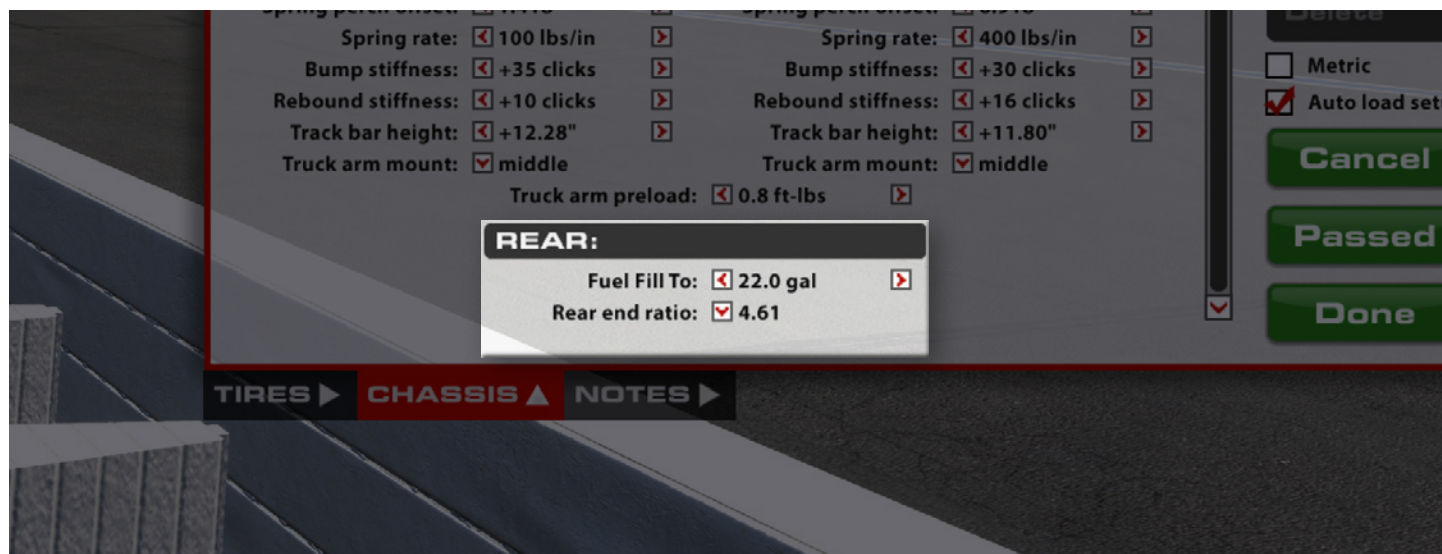 Spring rate: 100 lbs/in Spring rate: 400 lbs/in
Bump stiffness: +35 clicks Bump stiffness: +30 clicks
Rebound stiffness: +10 clicks Rebound stiffness: +16 clicks
Track bar height: +12.28" Track bar height: +11.80"
Truck arm mount: middle Truck arm mount: middle
Truck arm preload: 0.8 ft-lbs
REAR:
Fuel Fill To: 22.0 gal
Rear end ratio: 4.61
Delete
Metric
Auto load
Cancel
Passed
Done
TIRES CHASSIS NOTES